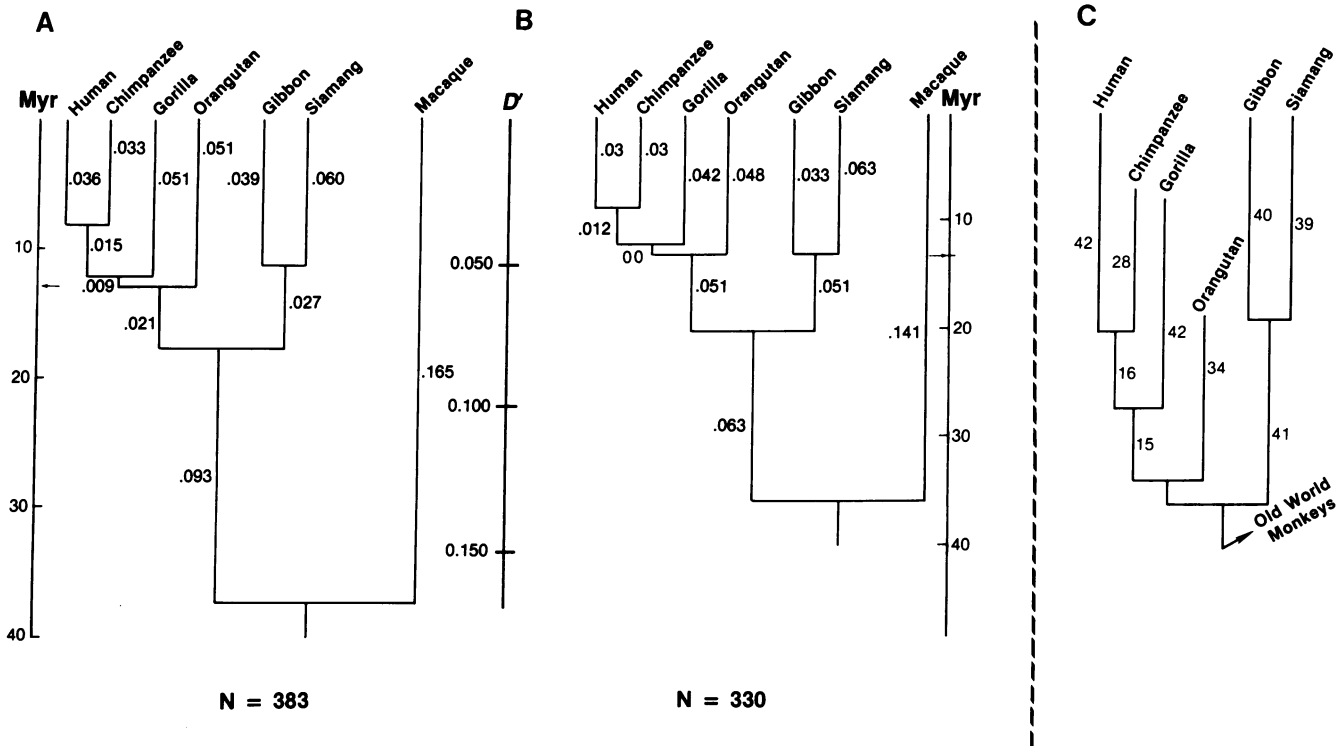 A
Myr
Human
Chimpanzee
Gorilla
Orangutan
Gibbon
Siamang
Macaque
.036
.033
.051
.051
.039
.060
.015
.009
.021
.027
.093
.165
10
20
30
40
N = 383
D'
0.050
0.100
0.150
B
Human
Chimpanzee
Gorilla
Orangutan
Gibbon
Siamang
Macaque
Myr
.03
.03
.042
.048
.033
.063
.012
00
.051
.051
.063
.141
10
20
30
40
N = 330
C
Human
Chimpanzee
Gorilla
Orangutan
Gibbon
Siamang
42
28
42
34
40
39
16
15
41
Old World
Monkeys